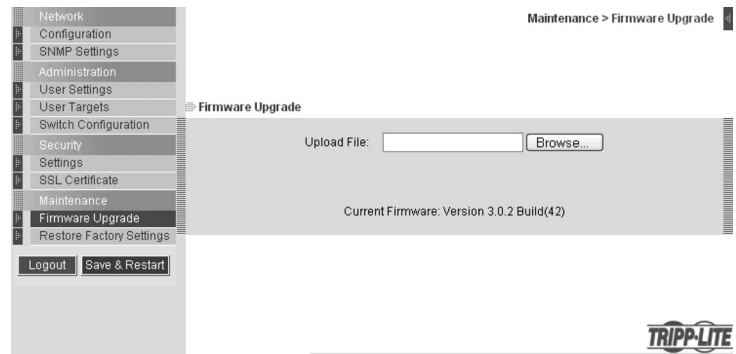 Network
Configuration
SNMP Settings
Administration
User Settings
User Targets
Switch Configuration
Security
Settings
SSL Certificate
Maintenance
Firmware Upgrade
Restore Factory Settings
Logout
Save & Restart
Maintenance > Firmware Upgrade
Firmware Upgrade
Upload File:
Browse...
Current Firmware: Version 3.0.2 Build(42)
TRIPP·LITE